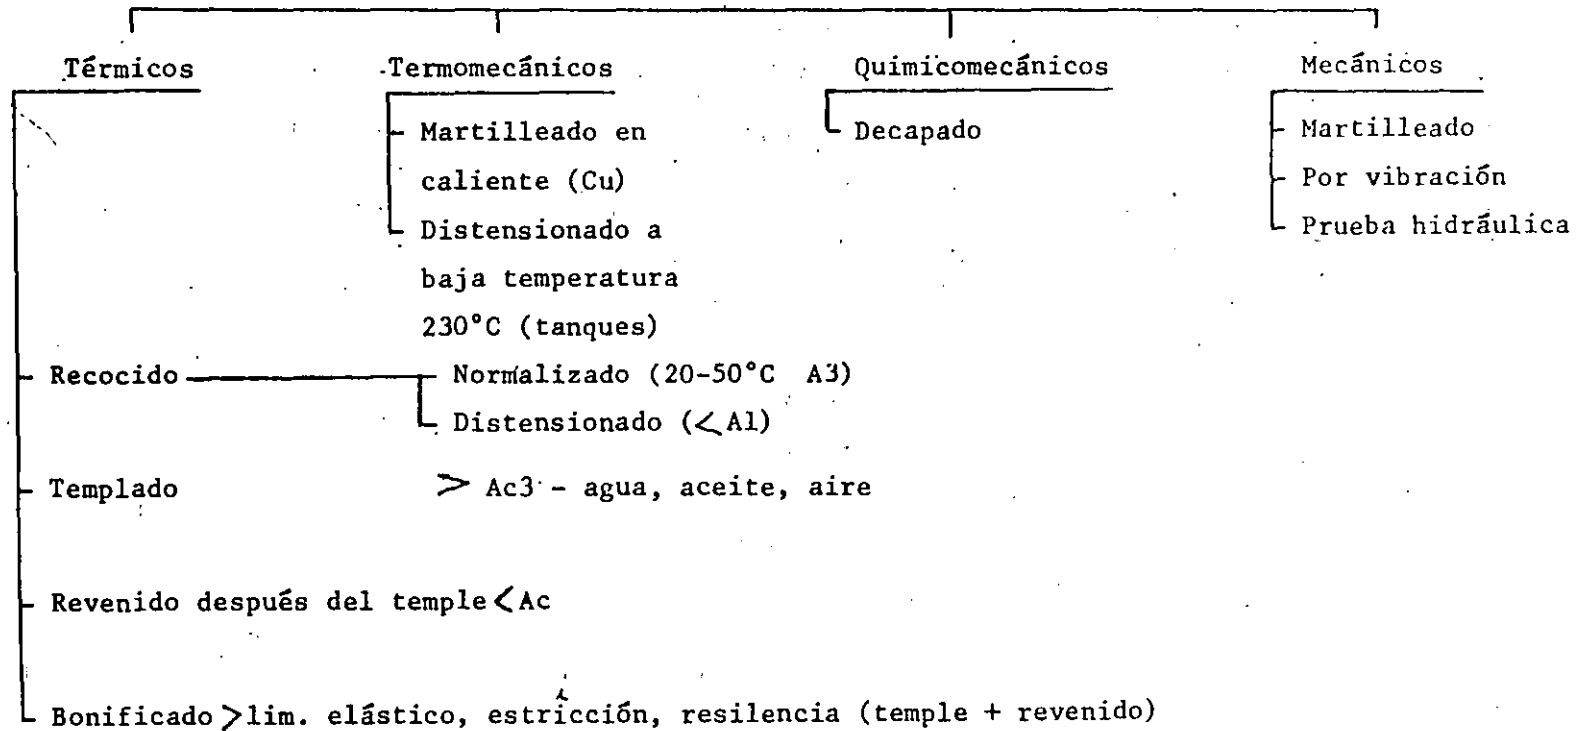 Térmicos
Termomecánicos
Quimicomecánicos
Mecánicos
Martilleado en
caliente (Cu)
Distensionado a
baja temperatura
230°C (tanques)
Decapado
Martilleado
Por vibración
Prueba hidráulica
Recocido
Normalizado (20-50°C A3)
Distensionado (<A1)
Templado > Ac3 - agua, aceite, aire
Revenido después del temple <Ac
Bonificado >lim. elástico, estricción, resilencia (temple + revenido)